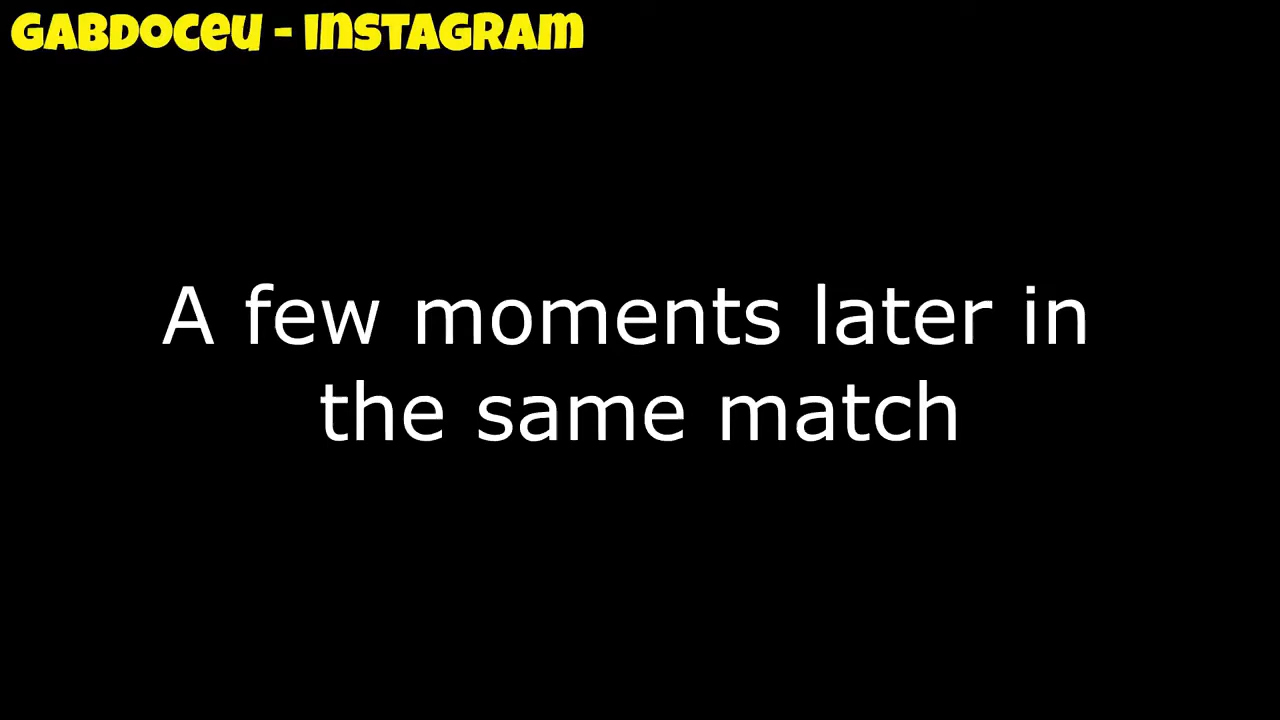 GABDOCEU - INSTAGRAM
A few moments later in
the same match